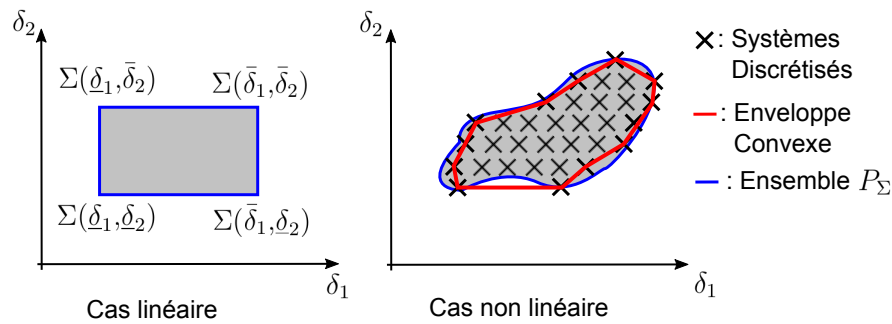 δ₂
Σ(δ̲₁,δ̄₂)
Σ(δ̄₁,δ̄₂)
Σ(δ̲₁,δ̲₂)
Σ(δ̄₁,δ̲₂)
δ₁
Cas linéaire
δ₂
δ₁
Cas non linéaire
: Systèmes
Discrétisés
: Enveloppe
Convexe
: Ensemble P_Σ